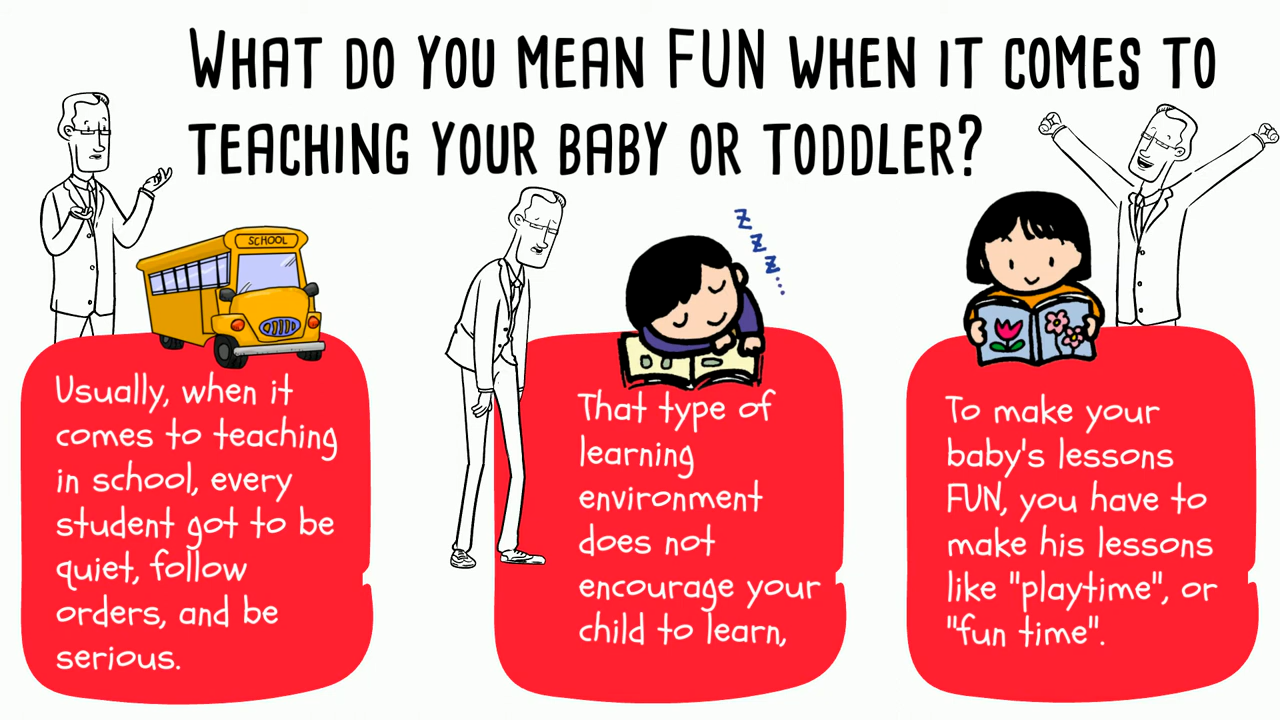 WHAT DO YOU MEAN FUN WHEN IT COMES TO
TEACHING YOUR BABY OR TODDLER?
SCHOOL
Usually, when it
comes to teaching
in school, every
student got to be
quiet, follow
orders, and be
serious.
z
z
z...
That type of
learning
environment
does not
encourage your
child to learn,
To make your
baby's lessons
FUN, you have to
make his lessons
like "playtime", or
"fun time".